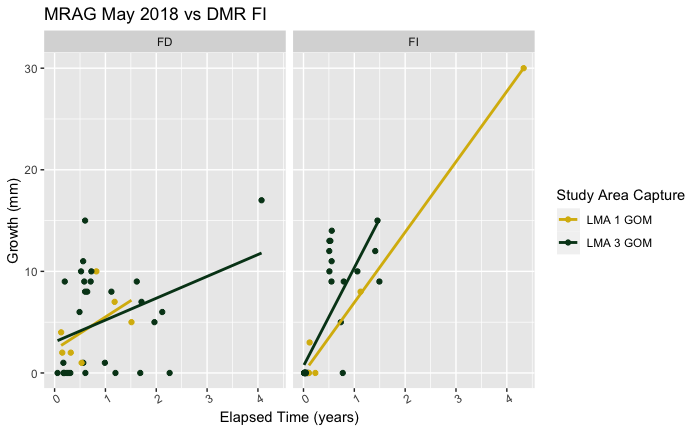 MRAG May 2018 vs DMR FI
FD
FI
30
20
10
0
Growth (mm)
0 1 2 3 4
0 1 2 3 4
Elapsed Time (years)
Study Area Capture
LMA 1 GOM
LMA 3 GOM